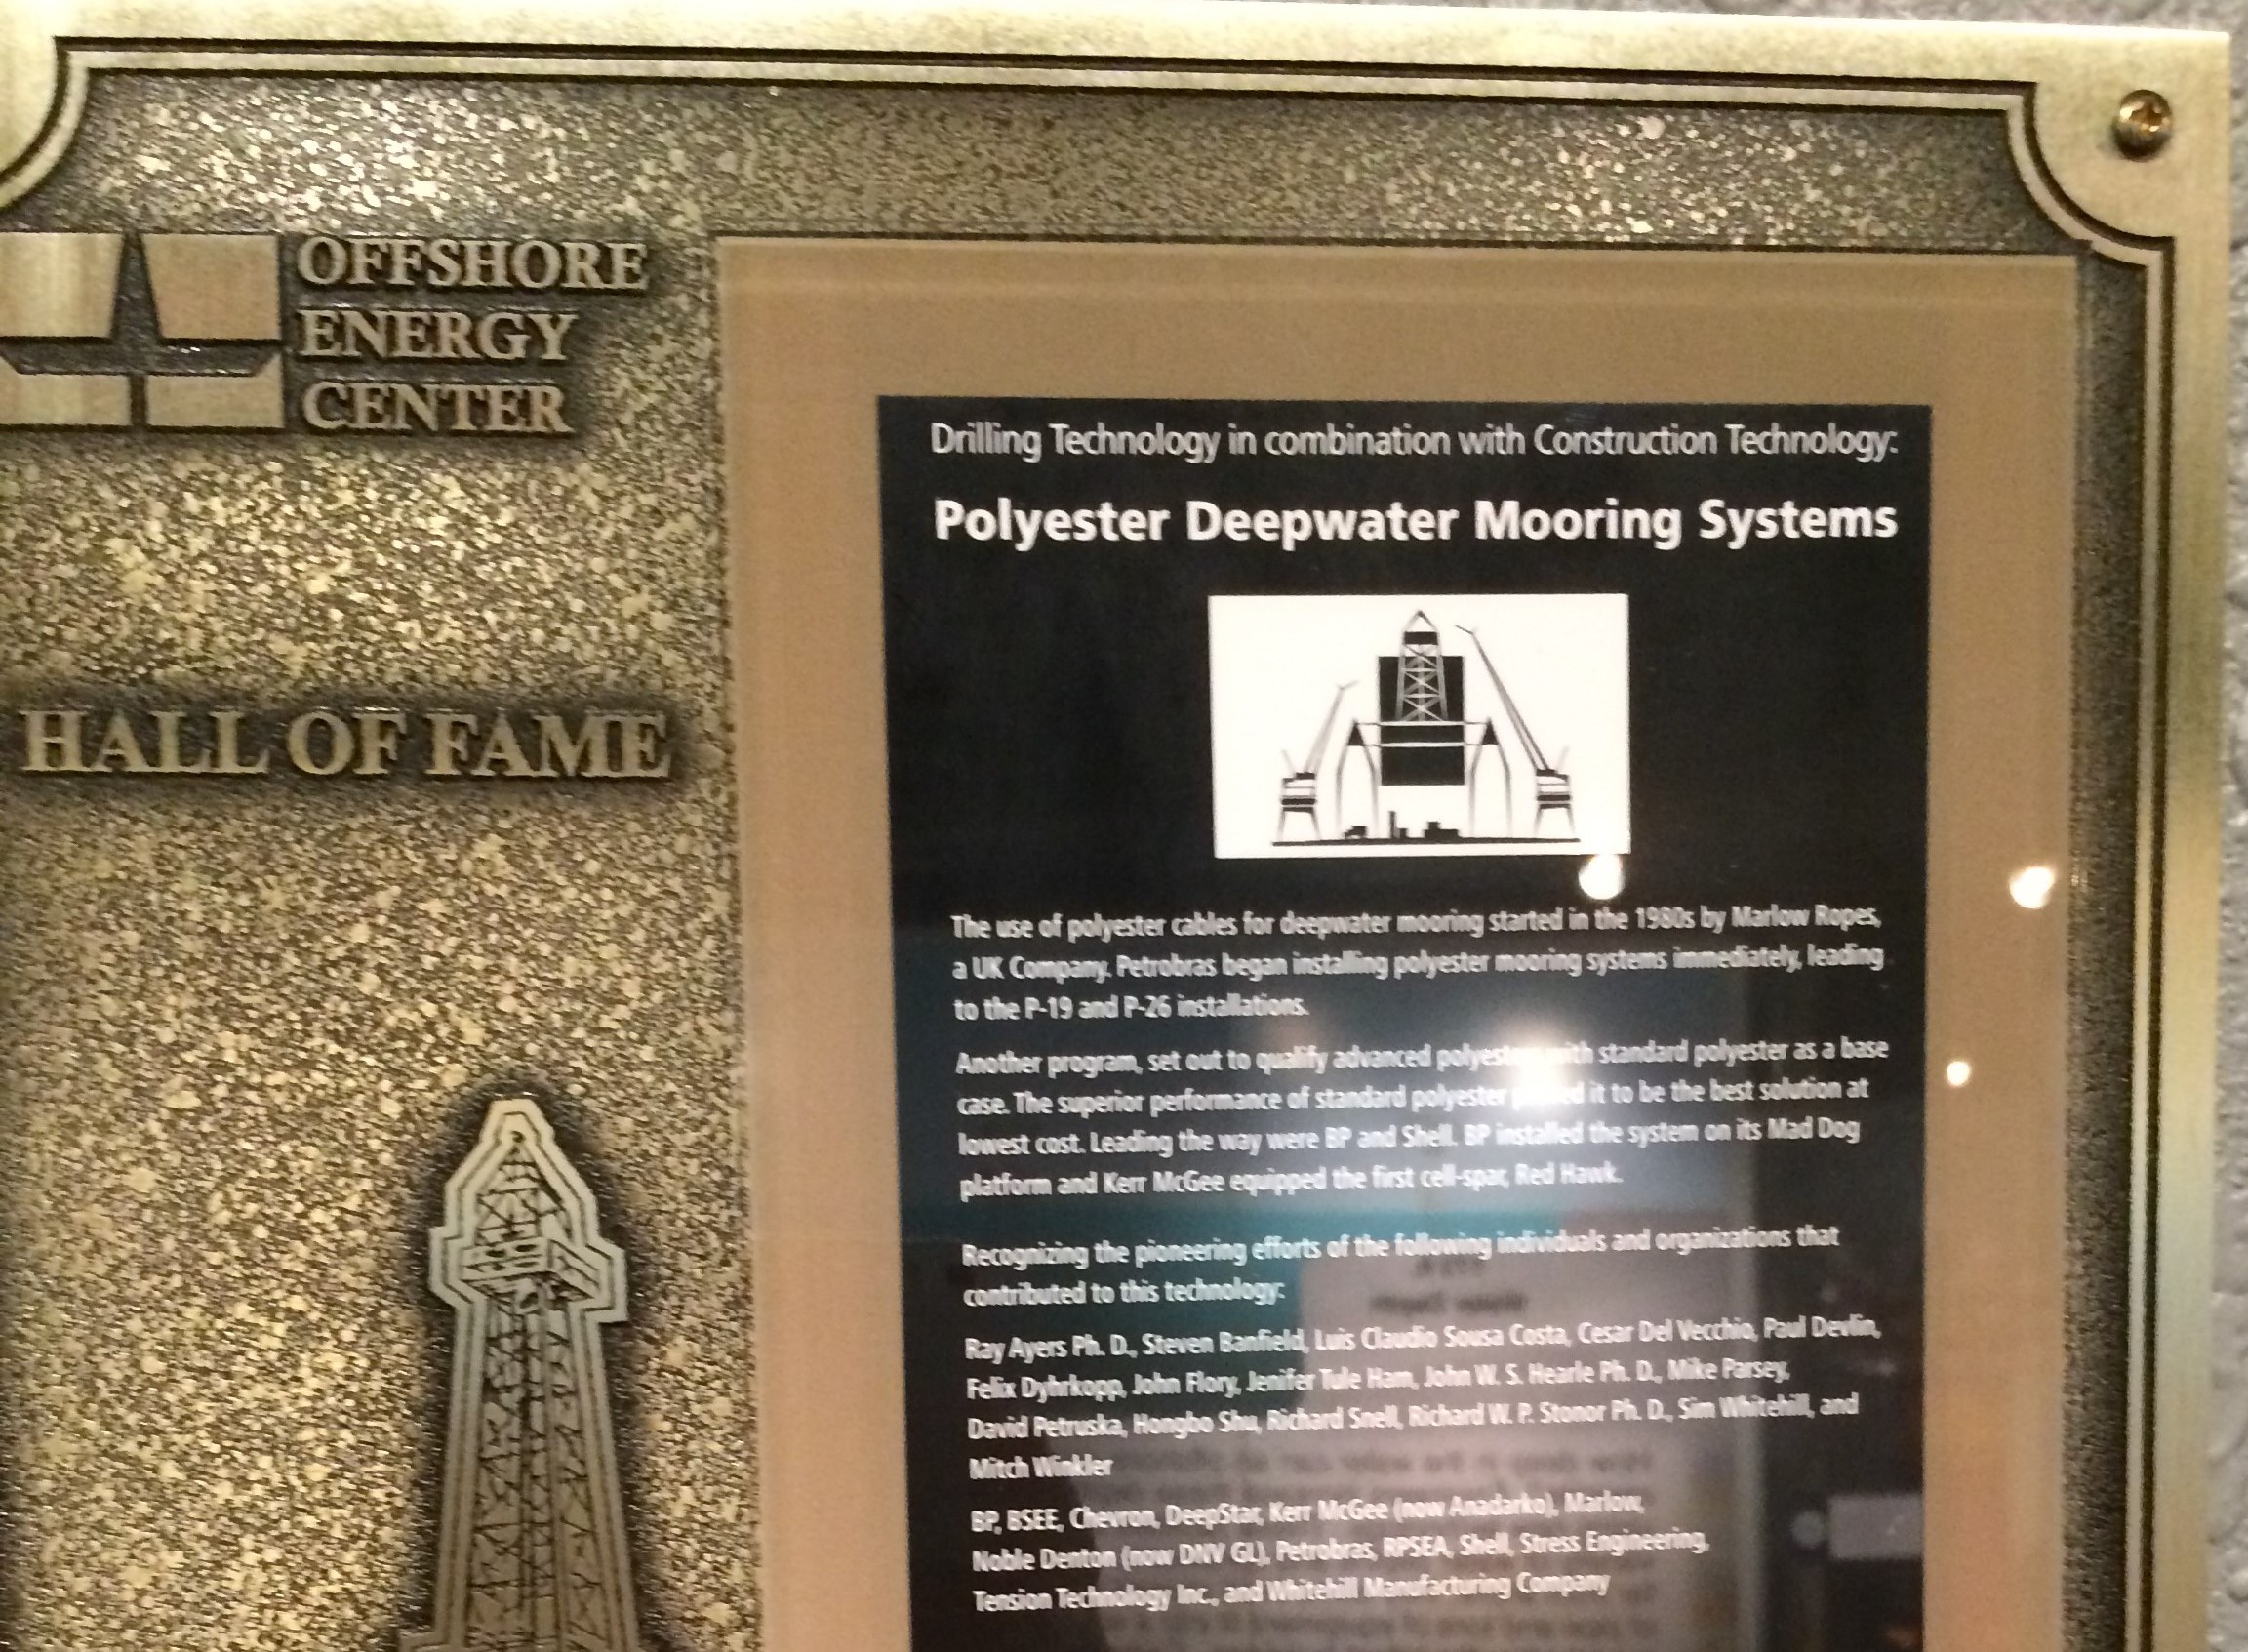 OFFSHORE
ENERGY
CENTER
HALL OF FAME
Drilling Technology in combination with Construction Technology:
Polyester Deepwater Mooring Systems
The use of polyester cables for deepwater mooring started in the 1980s by Marlow Ropes,
a UK Company. Petrobras began installing polyester mooring systems immediately, leading
to the P-19 and P-26 installations.
Another program, set out to qualify advanced polyester with standard polyester as a base
case. The superior performance of standard polyester it to be the best solution at
lowest cost. Leading the way were BP and Shell. BP installed the system on its Mad Dog
platform and Kerr McGee equipped the first cell-spar, Red Hawk.
Recognizing the pioneering efforts of the following individuals and organizations that
contributed to this technology:
Ray Ayers Ph. D., Steven Banfield, Luis Claudio Sousa Costa, Cesar Del Vecchio, Paul Devlin,
Felix Dyhrkopp, John Flory, Jenifer Tule Ham, John W. S. Hearle Ph. D., Mike Parsey,
David Petruska, Hongbo Shu, Richard Snell, Richard W. P. Stonor Ph. D., Sim Whitehill, and
Mitch Winkler
BP, BSEE, Chevron, DeepStar, Kerr McGee (now Anadarko), Marlow,
Noble Denton (now DNV GL), Petrobras, RPSEA, Shell, Stress Engineering,
Tension Technology Inc., and Whitehill Manufacturing Company